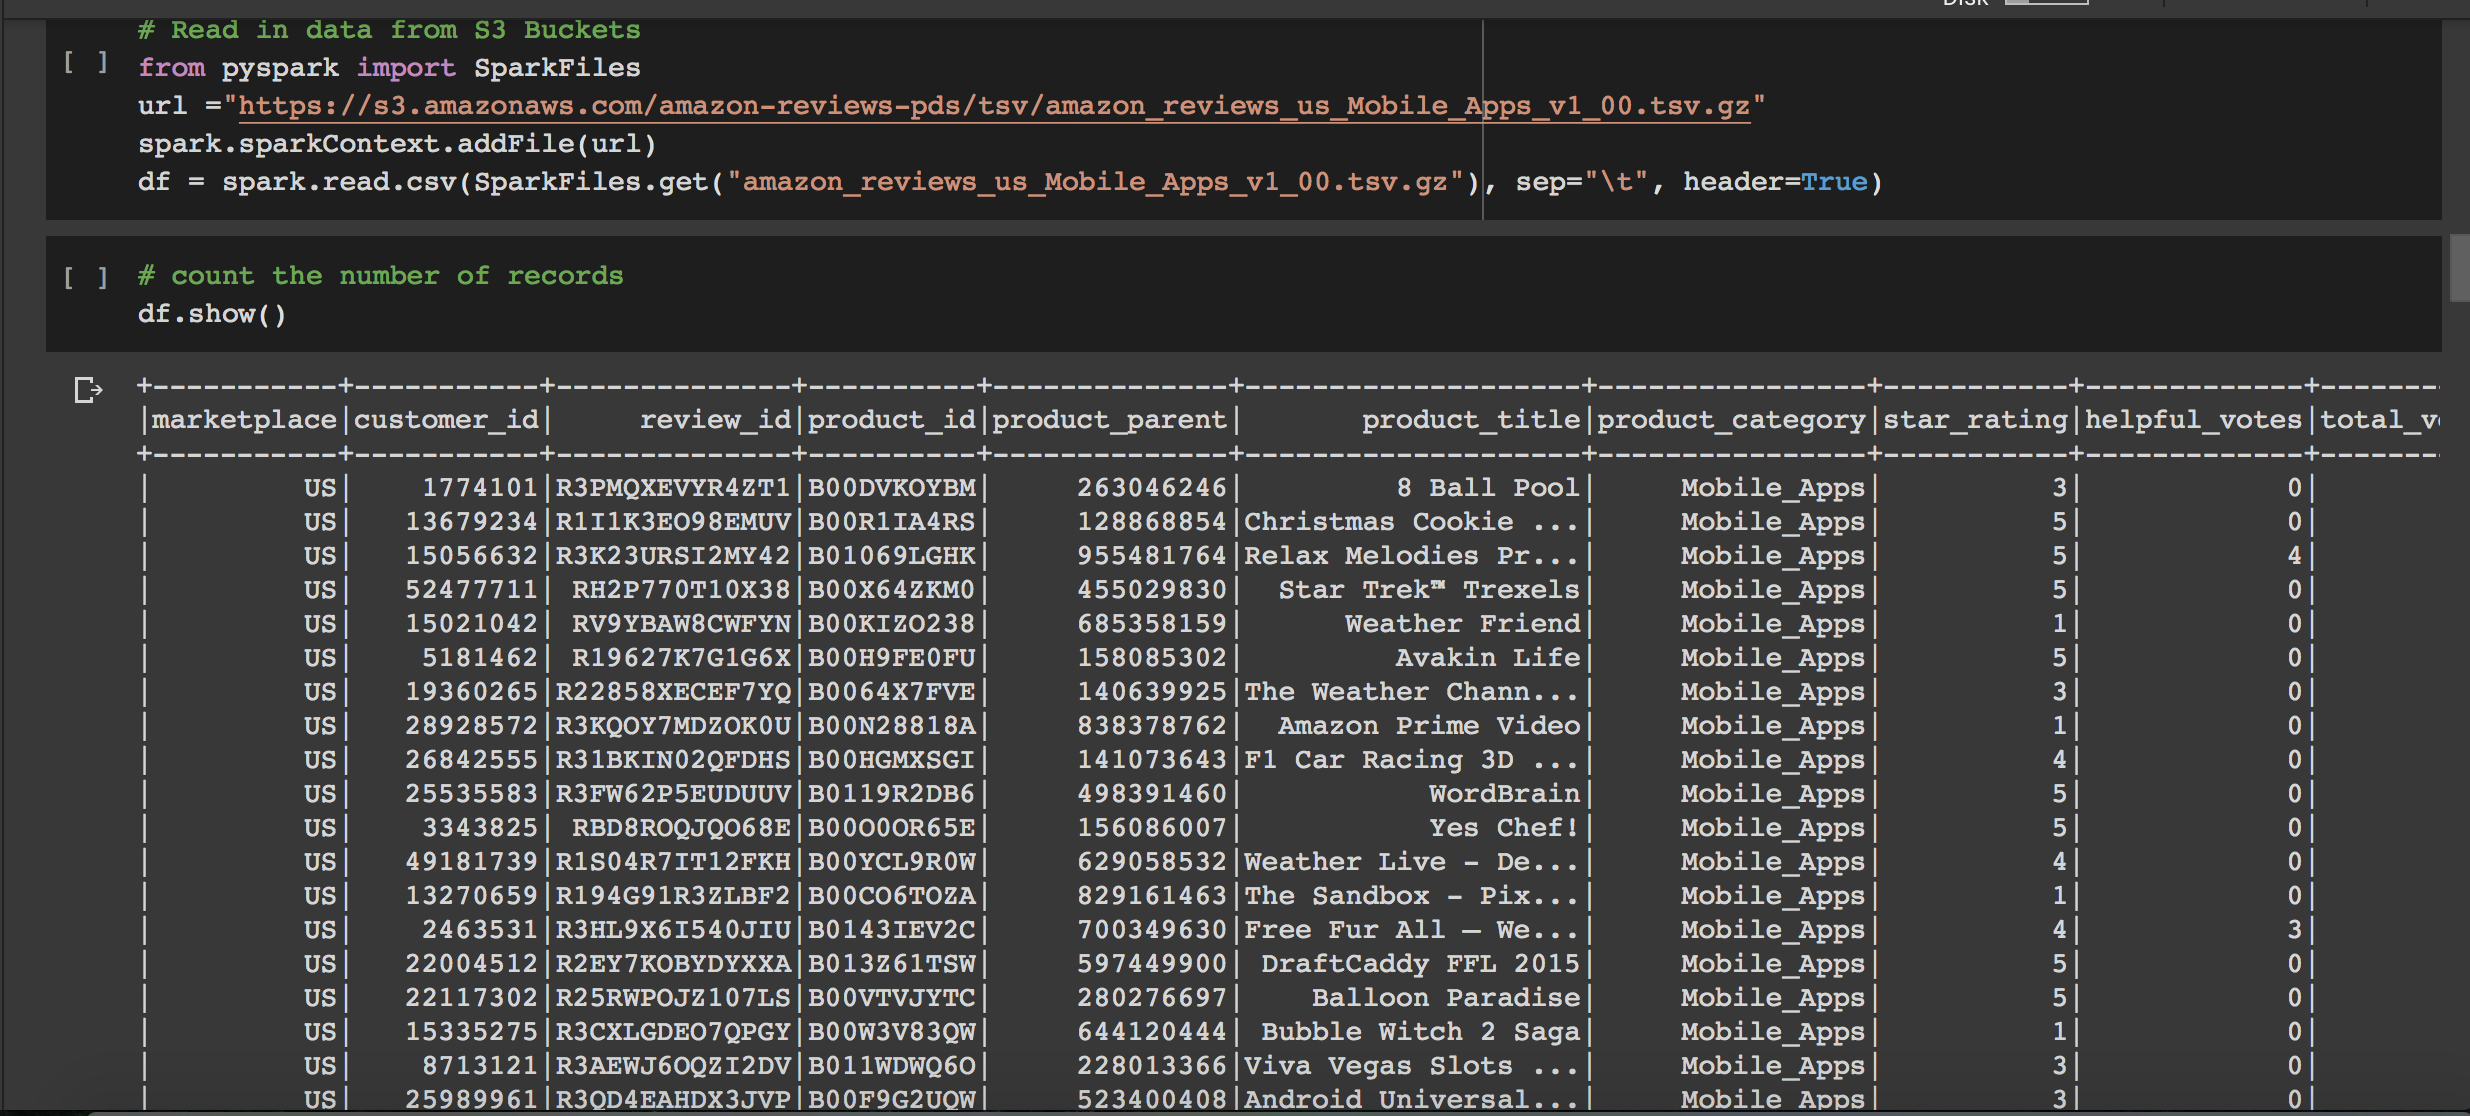 Disk
# Read in data from S3 Buckets
[ ] from pyspark import SparkFiles
url ="https://s3.amazonaws.com/amazon-reviews-pds/tsv/amazon_reviews_us_Mobile_Apps_v1_00.tsv.gz"
spark.sparkContext.addFile(url)
df = spark.read.csv(SparkFiles.get("amazon_reviews_us_Mobile_Apps_v1_00.tsv.gz"), sep="\t", header=True)
[ ] # count the number of records
df.show()
+-----------+-----------+--------------+----------+--------------+--------------------+----------------+-----------+-------------+-------
|marketplace|customer_id|     review_id|product_id|product_parent|       product_title|product_category|star_rating|helpful_votes|total_v
+-----------+-----------+--------------+----------+--------------+--------------------+----------------+-----------+-------------+-------
|         US|    1774101|R3PMQXEVYR4ZT1|B00DVKOYBM|     263046246|         8 Ball Pool|     Mobile_Apps|          3|            0|
|         US|   13679234|R1I1K3EO98EMUV|B00R1IA4RS|     128868854|Christmas Cookie ...|     Mobile_Apps|          5|            0|
|         US|   15056632|R3K23URSI2MY42|B01069LGHK|     955481764|Relax Melodies Pr...|     Mobile_Apps|          5|            4|
|         US|   52477711| RH2P770T10X38|B00X64ZKM0|     455029830|  Star Trek™ Trexels|     Mobile_Apps|          5|            0|
|         US|   15021042| RV9YBAW8CWFYN|B00KIZO238|     685358159|      Weather Friend|     Mobile_Apps|          1|            0|
|         US|    5181462| R19627K7G1G6X|B00H9FE0FU|     158085302|         Avakin Life|     Mobile_Apps|          5|            0|
|         US|   19360265|R22858XECEF7YQ|B0064X7FVE|     140639925|The Weather Chann...|     Mobile_Apps|          3|            0|
|         US|   28928572|R3KQOY7MDZOK0U|B00N28818A|     838378762|  Amazon Prime Video|     Mobile_Apps|          1|            0|
|         US|   26842555|R31BKIN02QFDHS|B00HGMXSGI|     141073643|F1 Car Racing 3D ...|     Mobile_Apps|          4|            0|
|         US|   25535583|R3FW62P5EUDUUV|B0119R2DB6|     498391460|           WordBrain|     Mobile_Apps|          5|            0|
|         US|    3343825| RBD8ROQJQO68E|B00O0OR65E|     156086007|           Yes Chef!|     Mobile_Apps|          5|            0|
|         US|   49181739|R1S04R7IT12FKH|B00YCL9R0W|     629058532|Weather Live - De...|     Mobile_Apps|          4|            0|
|         US|   13270659|R194G91R3ZLBF2|B00CO6TOZA|     829161463|The Sandbox - Pix...|     Mobile_Apps|          1|            0|
|         US|    2463531|R3HL9X6I540JIU|B0143IEV2C|     700349630|Free Fur All – We...|     Mobile_Apps|          4|            3|
|         US|   22004512|R2EY7KOBYDYXXA|B013Z61TSW|     597449900| DraftCaddy FFL 2015|     Mobile_Apps|          5|            0|
|         US|   22117302|R25RWPOJZ107LS|B00VTVJYTC|     280276697|    Balloon Paradise|     Mobile_Apps|          5|            0|
|         US|   15335275|R3CXLGDEO7QPGY|B00W3V83QW|     644120444| Bubble Witch 2 Saga|     Mobile_Apps|          1|            0|
|         US|    8713121|R3AEWJ6OQZI2DV|B011WDWQ6O|     228013366|Viva Vegas Slots ...|     Mobile_Apps|          3|            0|
|         US|   25989961|R3QD4EAHDX3JVP|B00F9G2UQW|     523400408|Android Universal...|     Mobile_Apps|          3|            0|